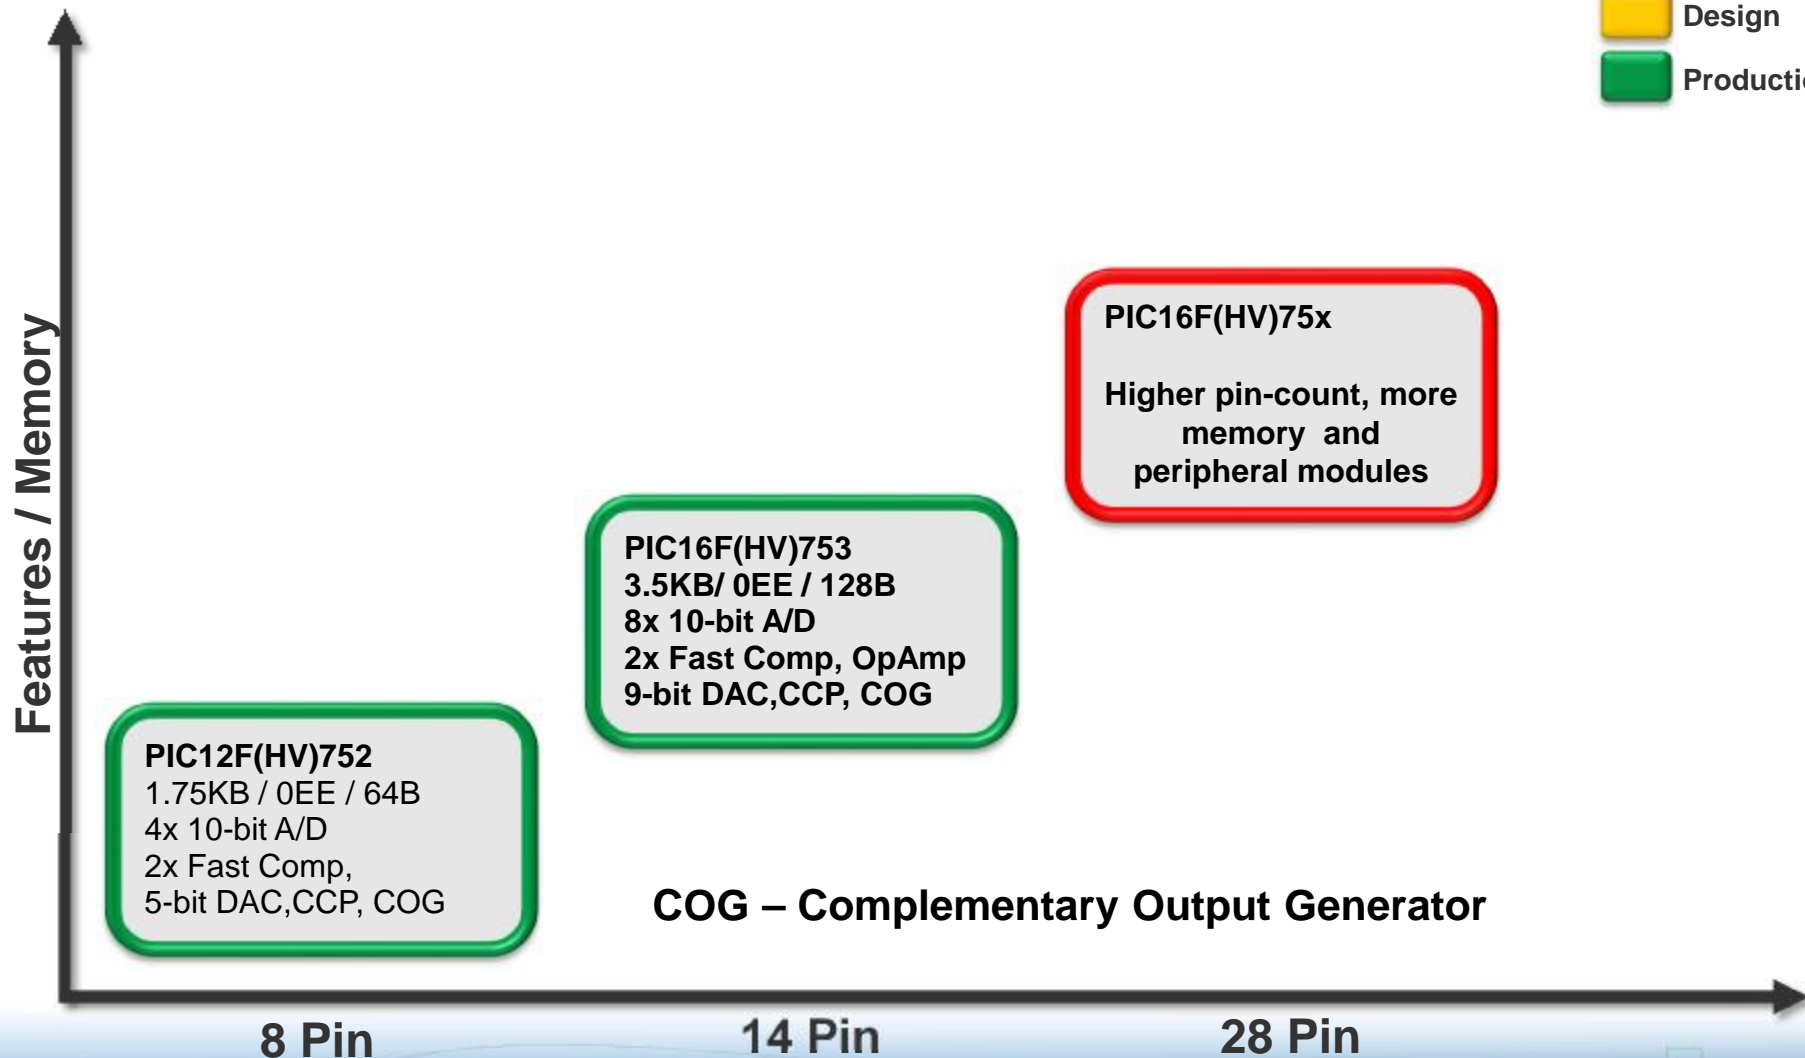 Design
Productio
Features / Memory
PIC16F(HV)75x
Higher pin-count, more
memory and
peripheral modules
PIC16F(HV)753
3.5KB/ 0EE / 128B
8x 10-bit A/D
2x Fast Comp, OpAmp
9-bit DAC,CCP, COG
PIC12F(HV)752
1.75KB / 0EE / 64B
4x 10-bit A/D
2x Fast Comp,
5-bit DAC,CCP, COG
COG – Complementary Output Generator
8 Pin
14 Pin
28 Pin